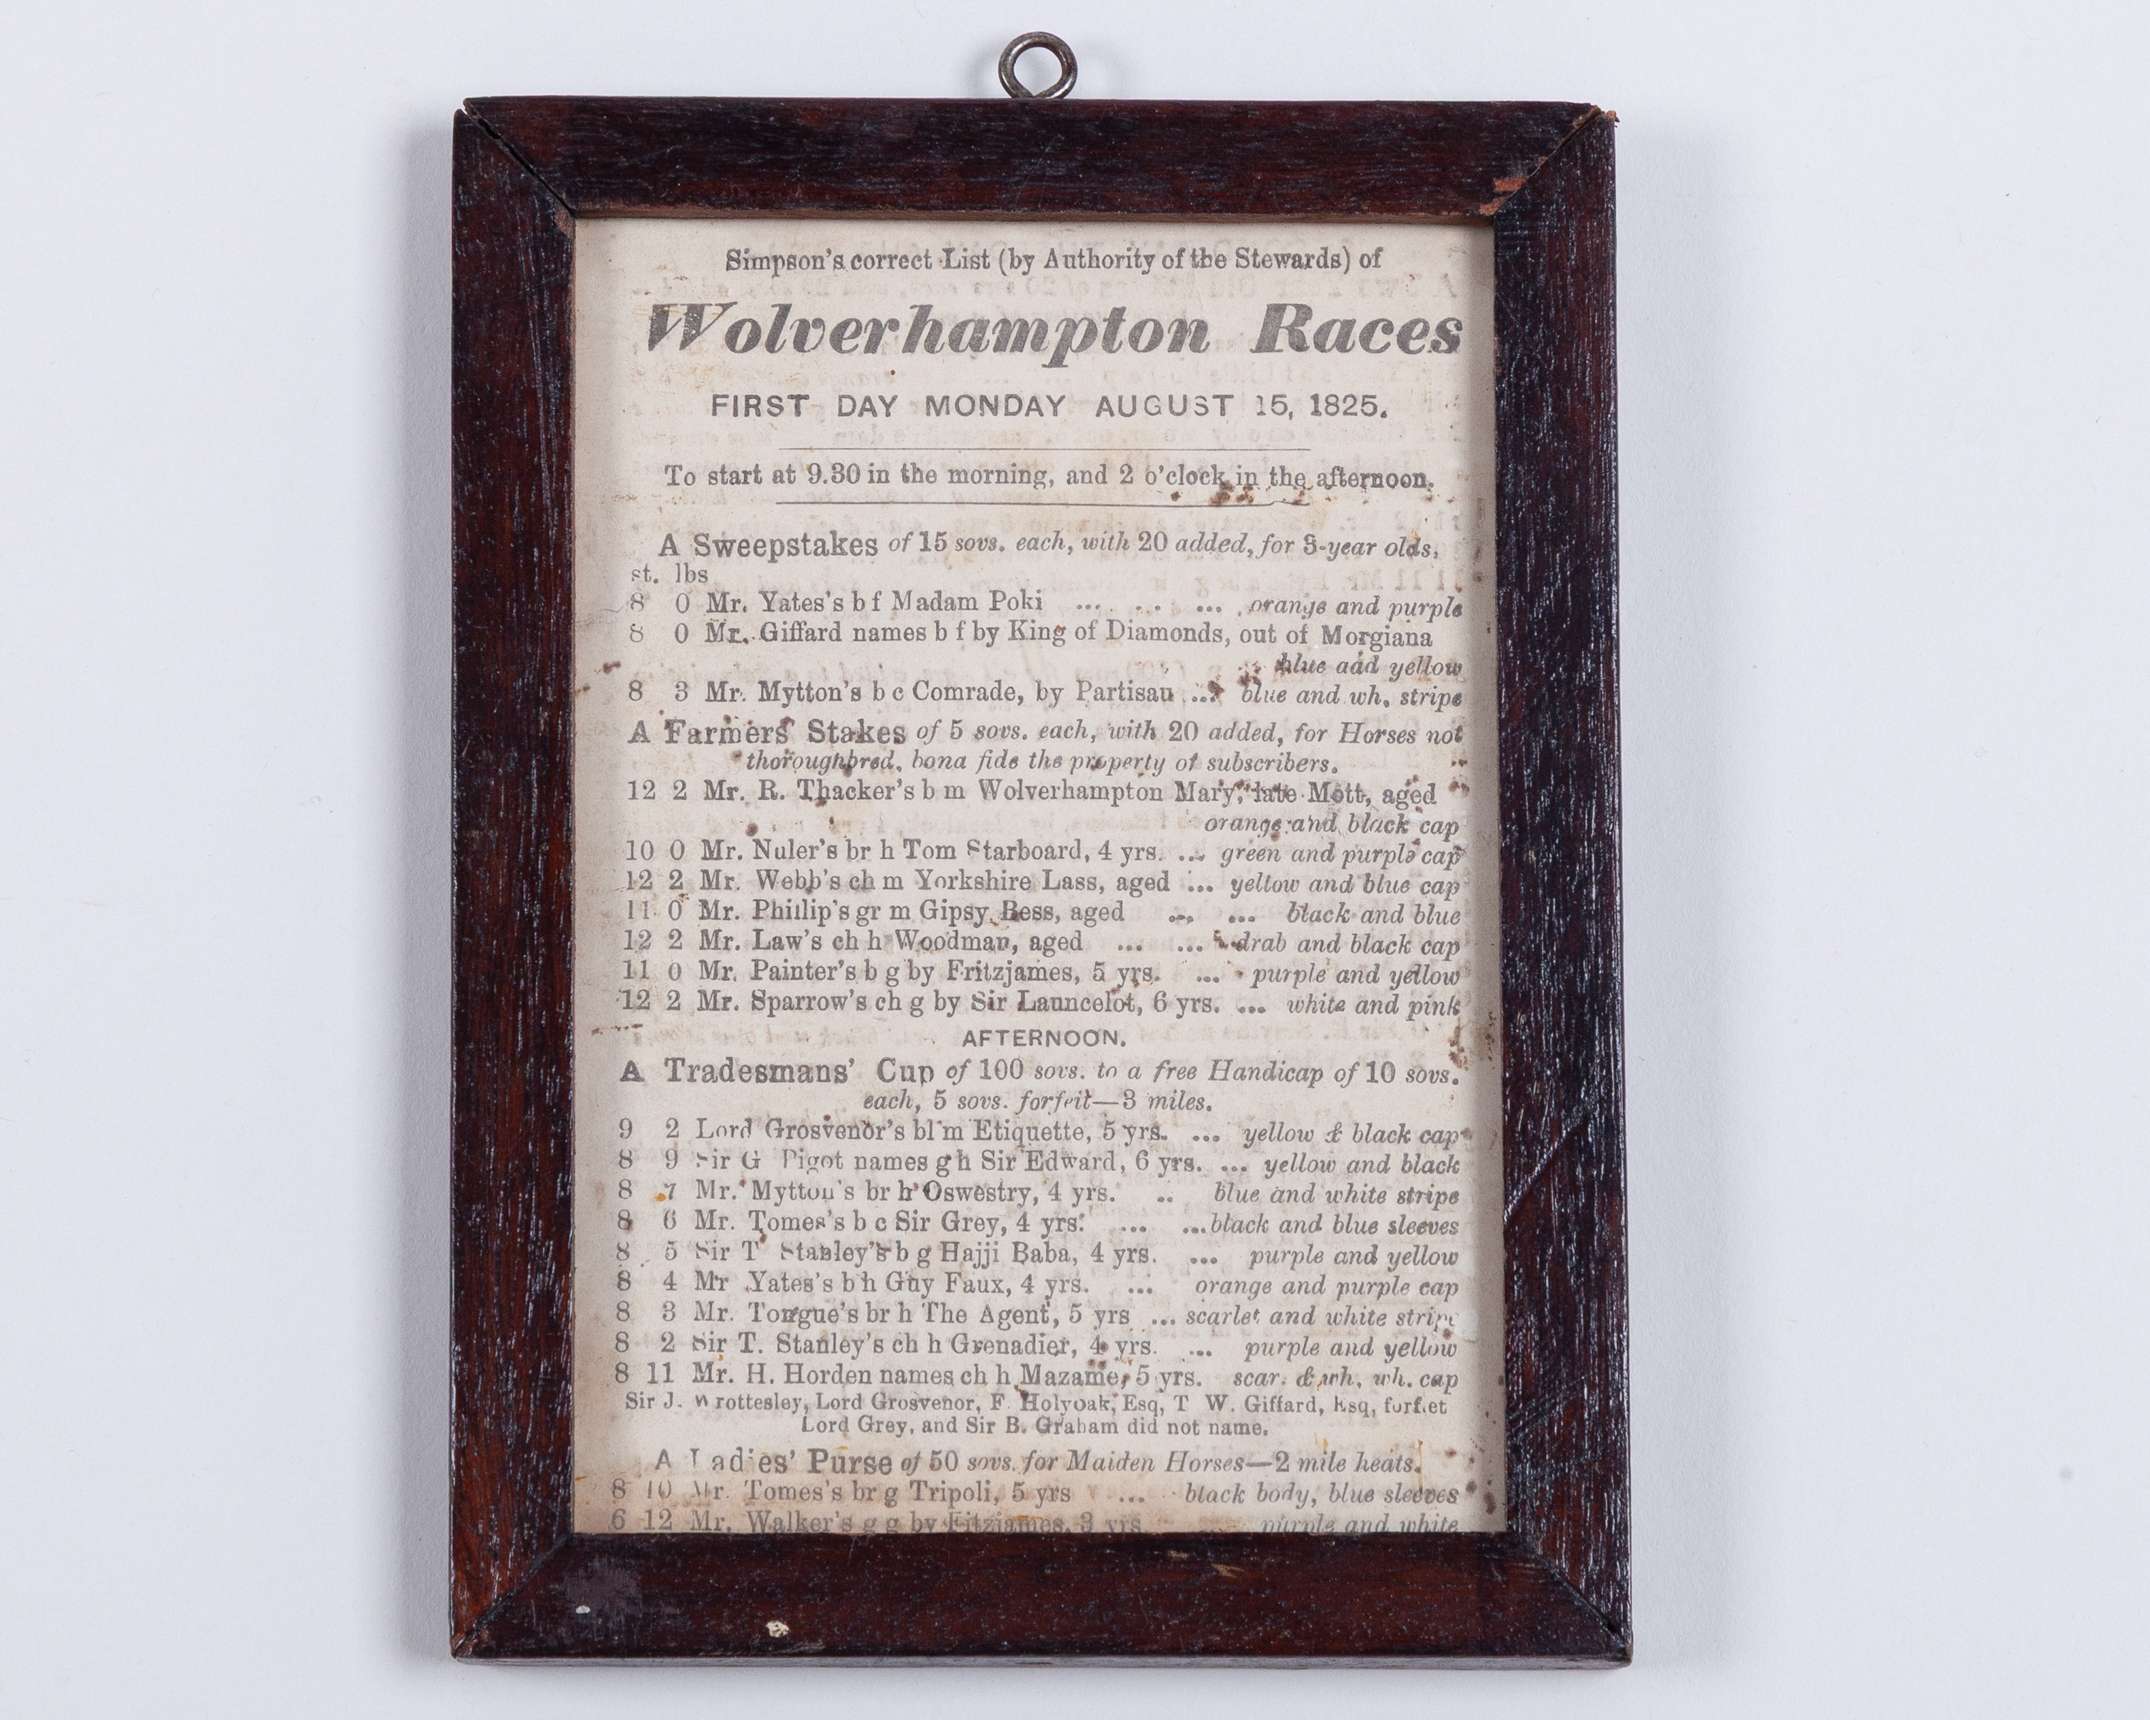 Simpson's correct List (by Authority of the Stewards) of
Wolverhampton Races
FIRST DAY MONDAY AUGUST 15, 1825.
To start at 9.30 in the morning, and 2 o'clock in the afternoon.
A Sweepstakes of 15 sovs. each, with 20 added, for 3-year olds,
st. lbs
8 0 Mr. Yates's b f Madam Poki ... ... ... orange and purple
8 0 Mr. Giffard names b f by King of Diamonds, out of Morgiana
blue and yellow
8 3 Mr. Mytton's b c Comrade, by Partisan ... blue and wh. stripe
A Farmers' Stakes of 5 sovs. each, with 20 added, for Horses not
thoroughbred, bona fide the property of subscribers.
12 2 Mr. R. Thacker's b m Wolverhampton Mary, late Mott, aged
orange and black cap
10 0 Mr. Nuler's br h Tom Starboard, 4 yrs. ... green and purple cap
12 2 Mr. Webb's ch m Yorkshire Lass, aged ... yellow and blue cap
11 0 Mr. Phillip's gr m Gipsy Bess, aged ... ... black and blue
12 2 Mr. Law's ch h Woodman, aged ... ... drab and black cap
11 0 Mr. Painter's b g by Fritzjames, 5 yrs. ... purple and yellow
12 2 Mr. Sparrow's ch g by Sir Launcelot, 6 yrs. ... white and pink
AFTERNOON.
A Tradesmans' Cup of 100 sovs. to a free Handicap of 10 sovs.
each, 5 sovs. forfeit—3 miles.
9 2 Lord Grosvenor's bl m Etiquette, 5 yrs. ... yellow & black cap
8 9 Sir G Pigot names g h Sir Edward, 6 yrs. ... yellow and black
8 7 Mr. Mytton's br h Oswestry, 4 yrs. .. blue and white stripe
8 6 Mr. Tomes's b c Sir Grey, 4 yrs. ... ...black and blue sleeves
8 5 Sir T Stanley's b g Hajji Baba, 4 yrs. ... purple and yellow
8 4 Mr Yates's b h Guy Faux, 4 yrs. ... orange and purple cap
8 3 Mr. Tongue's br h The Agent, 5 yrs ... scarlet and white stripe
8 2 Sir T. Stanley's ch h Grenadier, 4 yrs. ... purple and yellow
8 11 Mr. H. Horden names ch h Mazame, 5 yrs. scar. & wh. wh. cap
Sir J. Wrottesley, Lord Grosvenor, F. Holyoak, Esq, T W. Giffard, Esq, forfiet
Lord Grey, and Sir B. Graham did not name.
A Ladies' Purse of 50 sovs. for Maiden Horses—2 mile heats.
8 10 Mr. Tomes's br g Tripoli, 5 yrs ... black body, blue sleeves
6 12 Mr. Walker's g g by Fitzjames, 3 yrs. purple and white